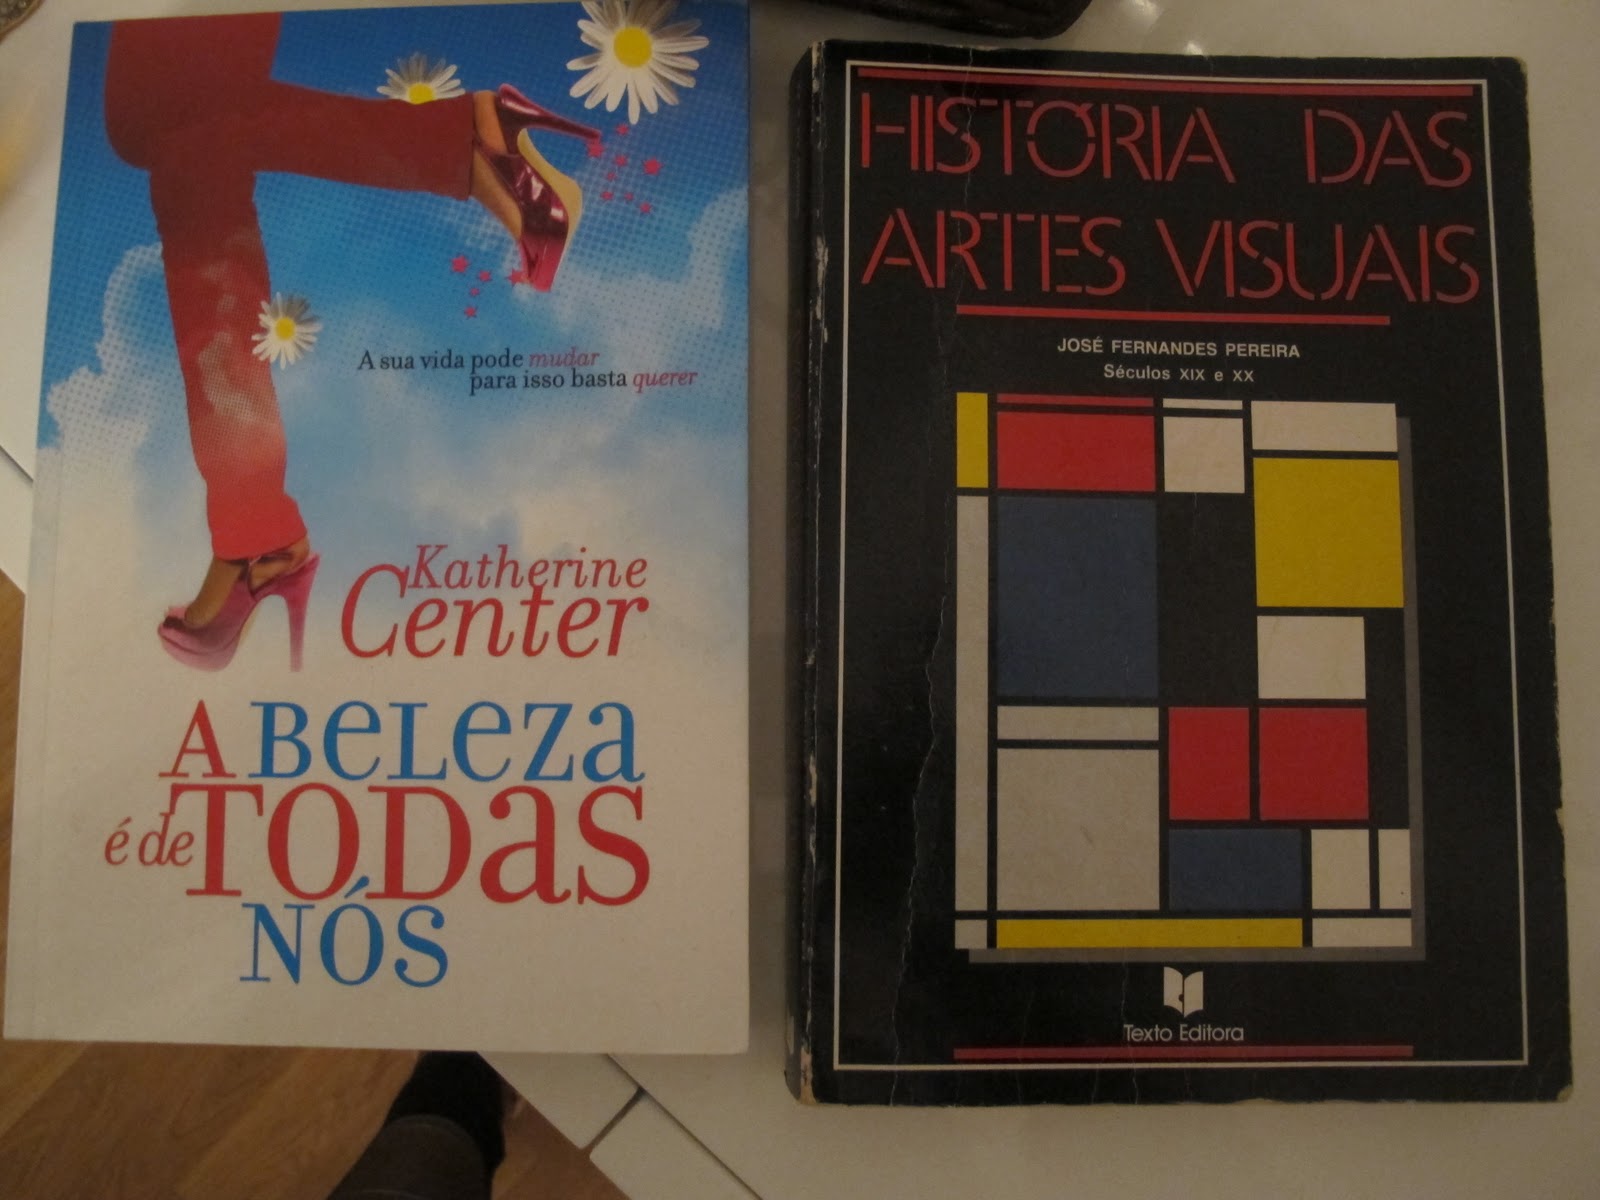 A sua vida pode mudar
para isso basta querer
Katherine
Center
A BELEZA
é de TODAS
NÓS
HISTÓRIA DAS
ARTES VISUAIS
JOSÉ FERNANDES PEREIRA
Séculos XIX e XX
Texto Editora